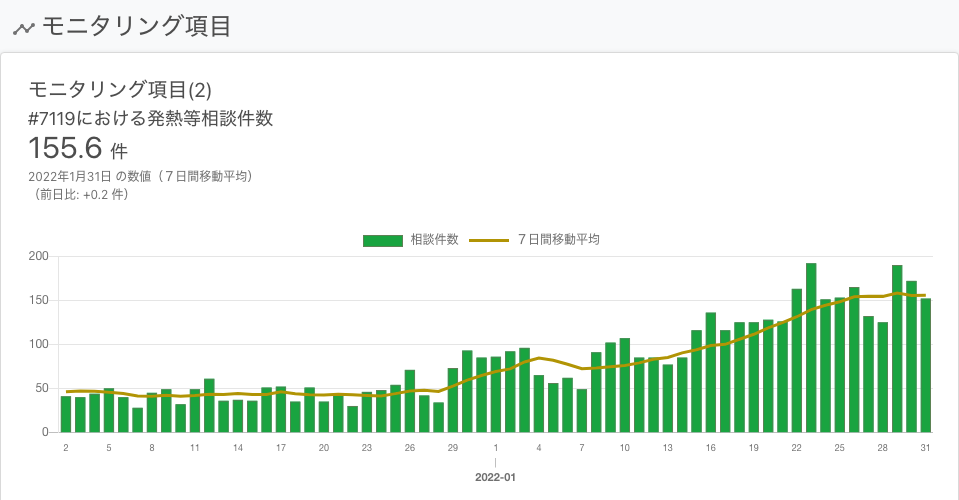 モニタリング項目
モニタリング項目(2)
#7119における発熱等相談件数
155.6 件
2022年1月31日 の数値（７日間移動平均）
（前日比: +0.2 件）
相談件数 ７日間移動平均
200
150
100
50
0
2 5 8 11 14 17 20 23 26 29 1 4 7 10 13 16 19 22 25 28 31
2022-01